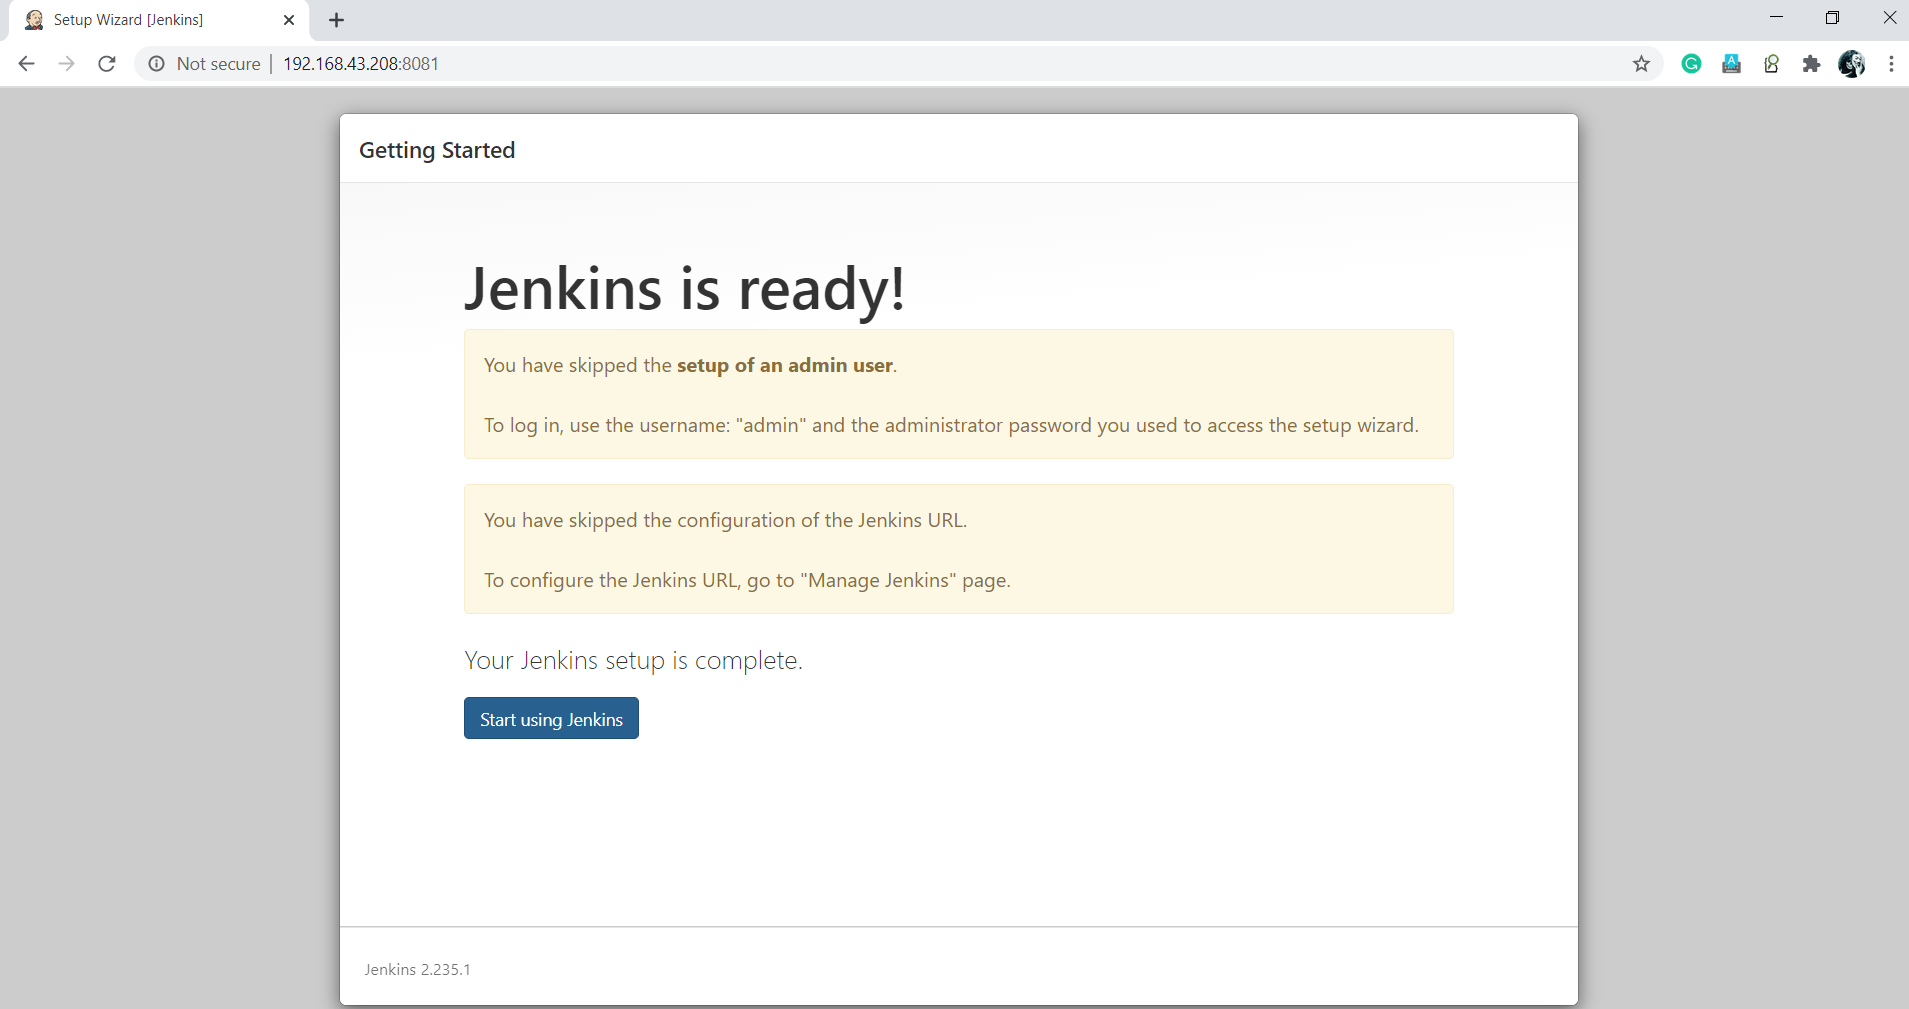 Setup Wizard [Jenkins]
Not secure | 192.168.43.208:8081
Getting Started
Jenkins is ready!
You have skipped the setup of an admin user.
To log in, use the username: "admin" and the administrator password you used to access the setup wizard.
You have skipped the configuration of the Jenkins URL.
To configure the Jenkins URL, go to "Manage Jenkins" page.
Your Jenkins setup is complete.
Start using Jenkins
Jenkins 2.235.1